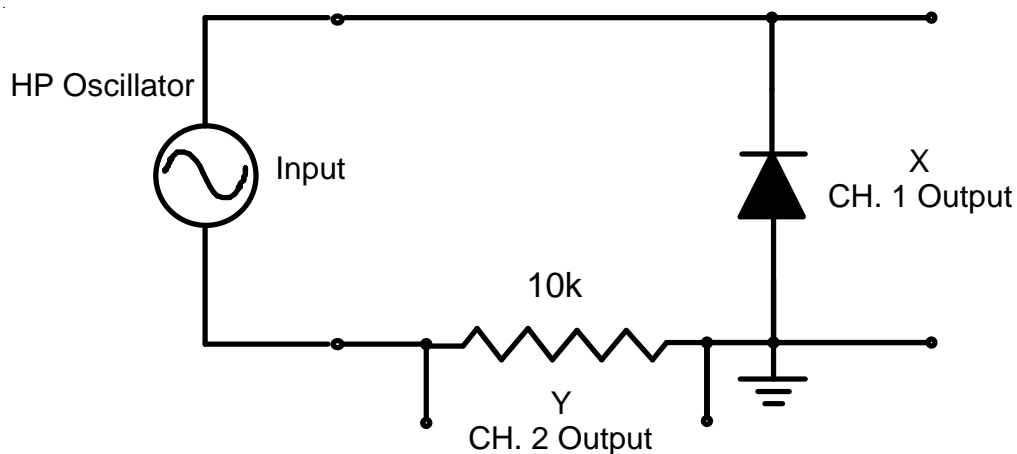 HP Oscillator
Input
X
CH. 1 Output
10k
Y
CH. 2 Output